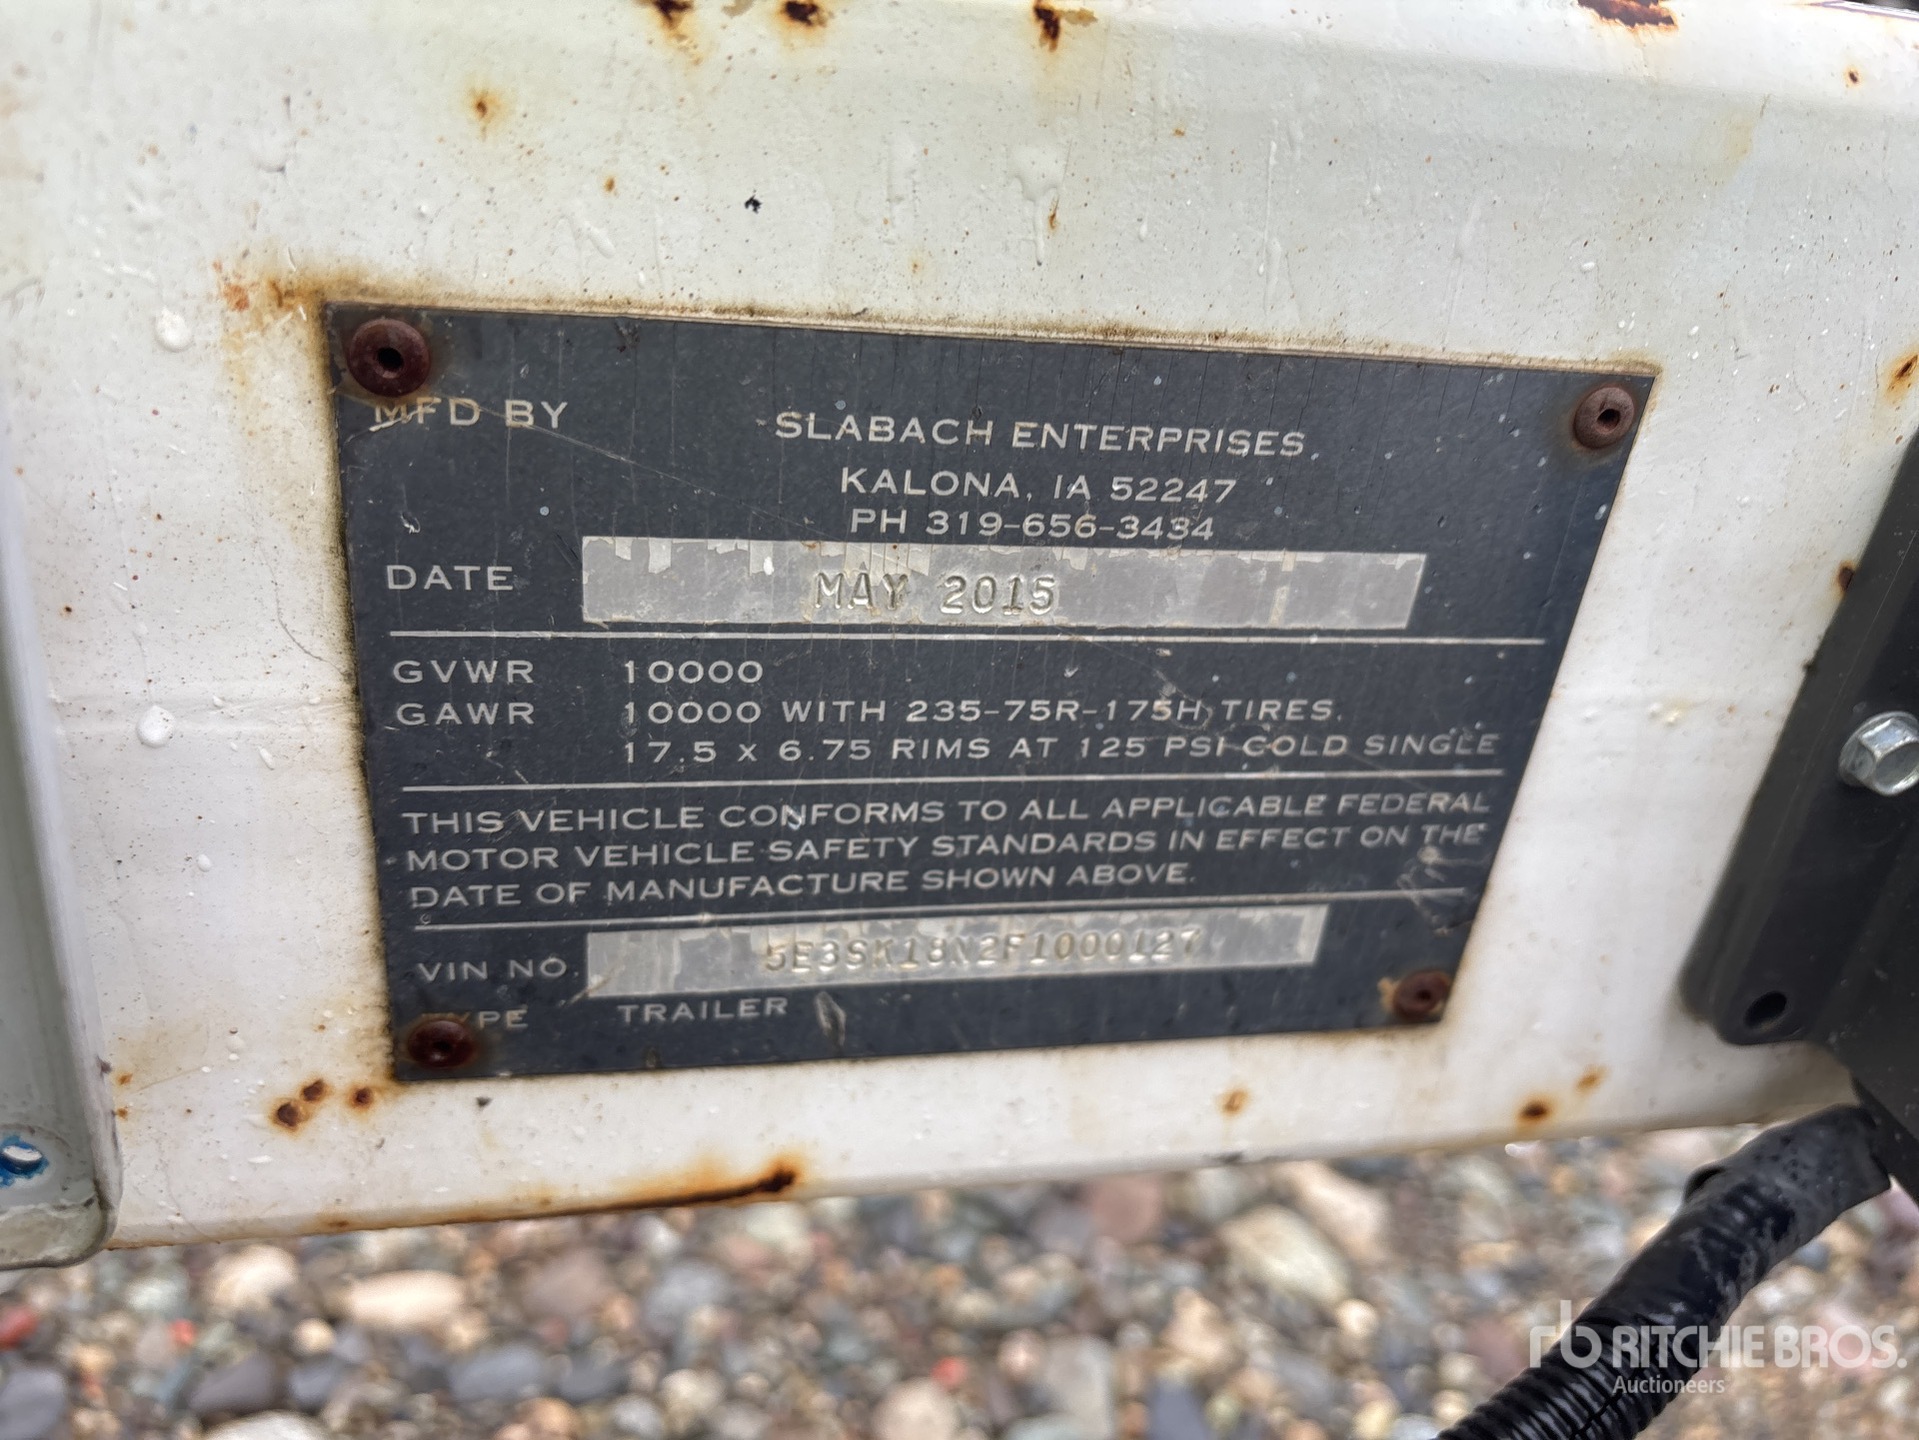 MFD BY SLABACH ENTERPRISES
KALONA, IA 52247
PH 319-656-3434
DATE MAY 2015
GVWR 10000
GAWR 10000 WITH 235-75R-175H TIRES.
17.5 X 6.75 RIMS AT 125 PSI COLD SINGLE
THIS VEHICLE CONFORMS TO ALL APPLICABLE FEDERAL
MOTOR VEHICLE SAFETY STANDARDS IN EFFECT ON THE
DATE OF MANUFACTURE SHOWN ABOVE.
VIN NO. 5E3SK18N2F1000127
TYPE TRAILER
rb RITCHIE BROS.
Auctioneers